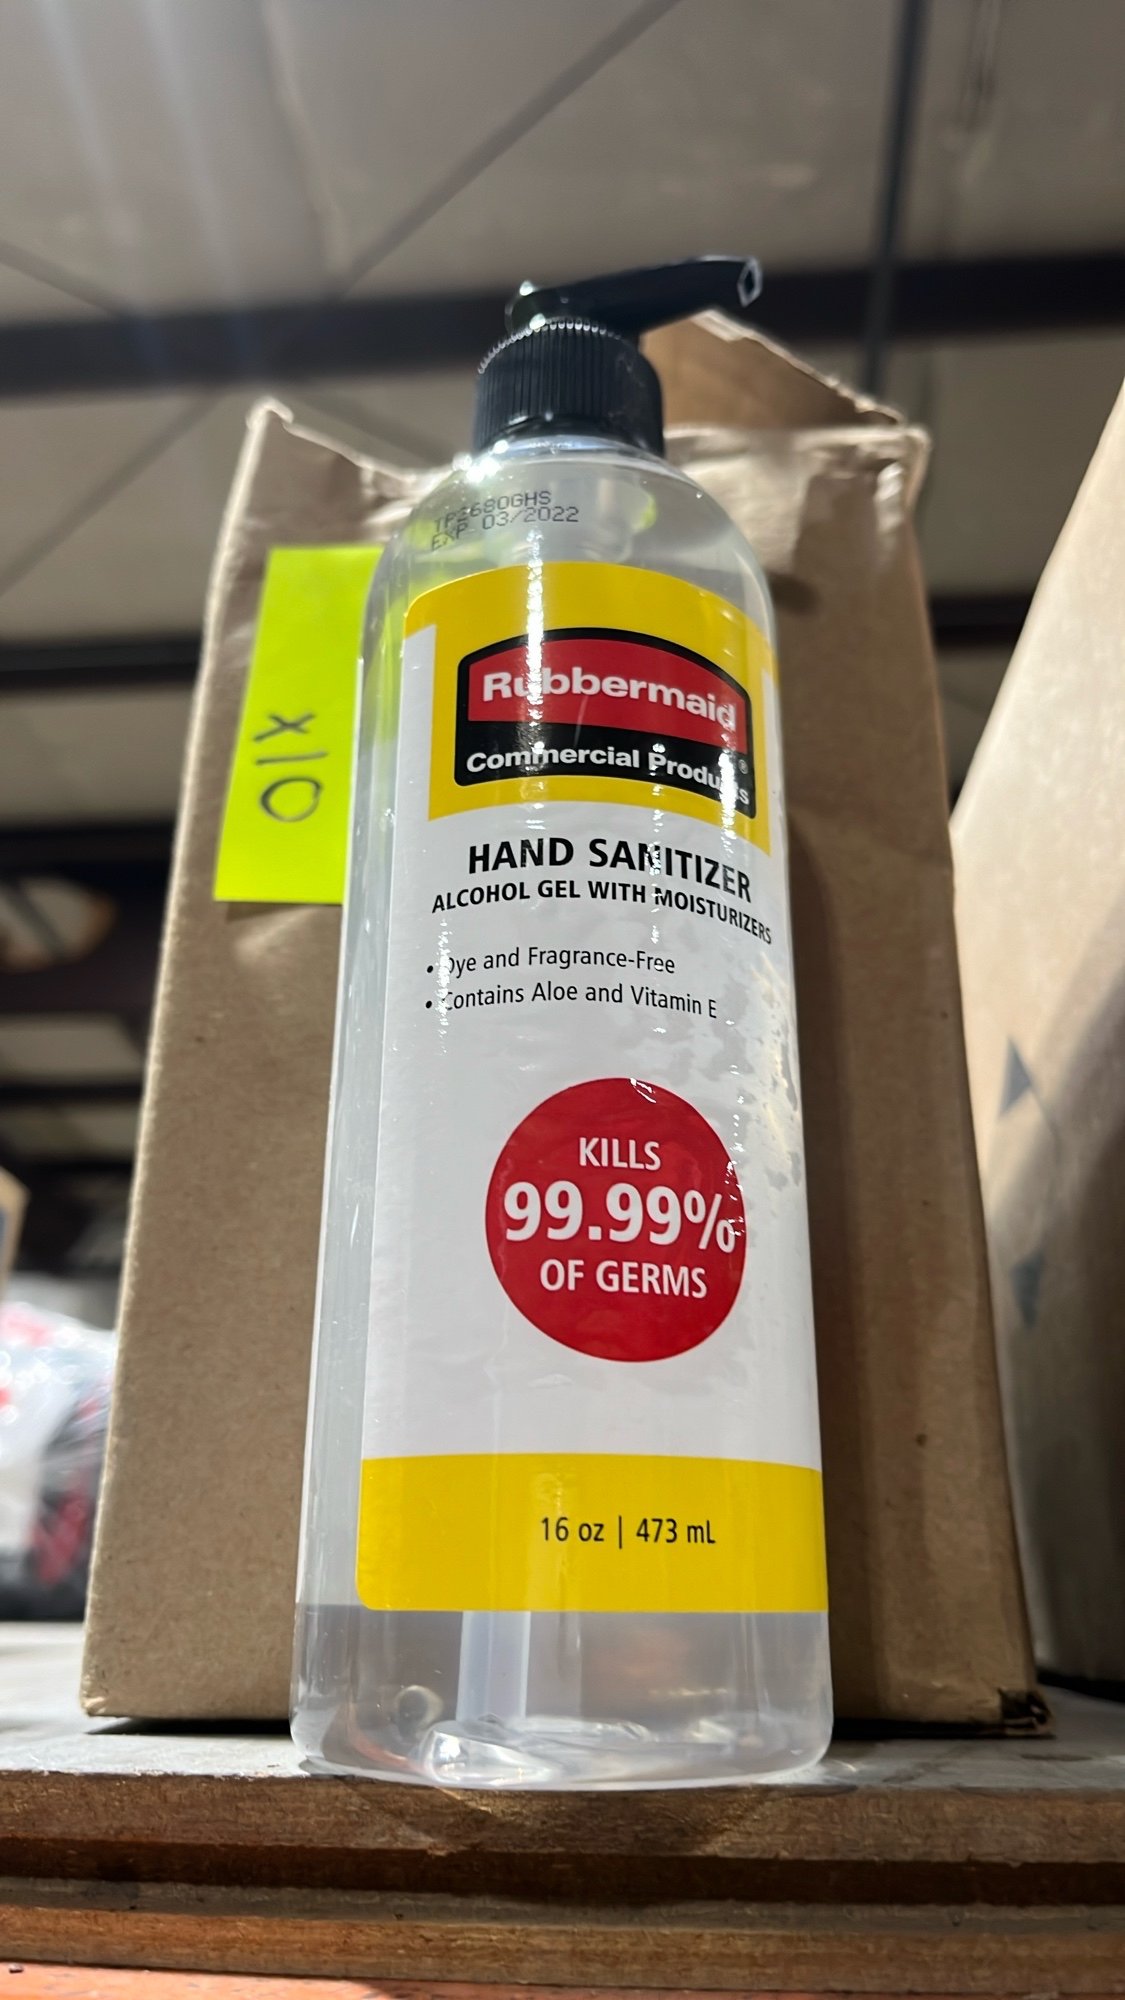 EXP 03/2022
X10
Rubbermaid
Commercial Products®
HAND SANITIZER
ALCOHOL GEL WITH MOISTURIZERS
• Dye and Fragrance-Free
• Contains Aloe and Vitamin E
KILLS
99.99%
OF GERMS
16 oz | 473 mL